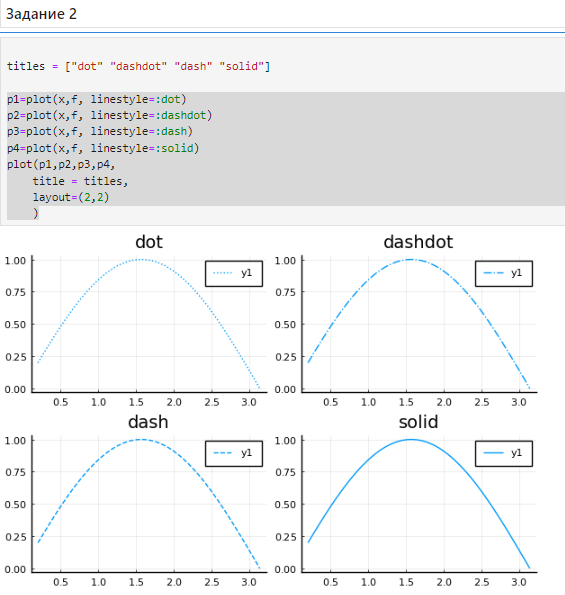 Задание 2
titles = ["dot" "dashdot" "dash" "solid"]
p1=plot(x,f, linestyle=:dot)
p2=plot(x,f, linestyle=:dashdot)
p3=plot(x,f, linestyle=:dash)
p4=plot(x,f, linestyle=:solid)
plot(p1,p2,p3,p4,
    title = titles,
    layout=(2,2)
    )
dot
1.00
0.75
0.50
0.25
0.00
y1
0.5 1.0 1.5 2.0 2.5 3.0
dashdot
1.00
0.75
0.50
0.25
0.00
y1
0.5 1.0 1.5 2.0 2.5 3.0
dash
1.00
0.75
0.50
0.25
0.00
y1
0.5 1.0 1.5 2.0 2.5 3.0
solid
1.00
0.75
0.50
0.25
0.00
y1
0.5 1.0 1.5 2.0 2.5 3.0